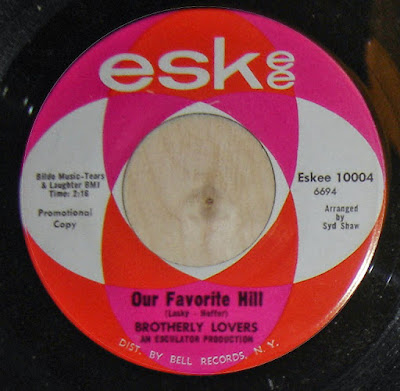 eskee
Bildo Music-Tears
& Laughter BMI
Time: 2:16
Promotional
Copy
Eskee 10004
6694
Arranged
by
Syd Shaw
Our Favorite Hill
(Lasky - Neffer)
BROTHERLY LOVERS
AN ESCULATOR PRODUCTION
DIST. BY BELL RECORDS, N. Y.